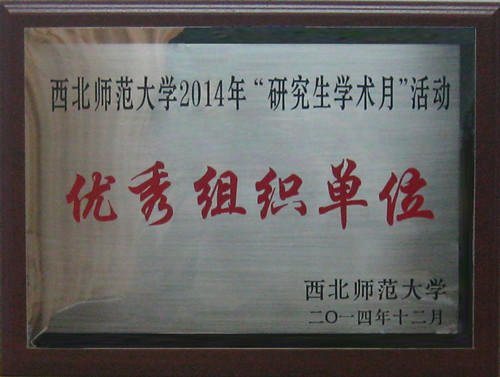 西北师范大学2014年“研究生学术月”活动
优秀组织单位
西北师范大学
二〇一四年十二月